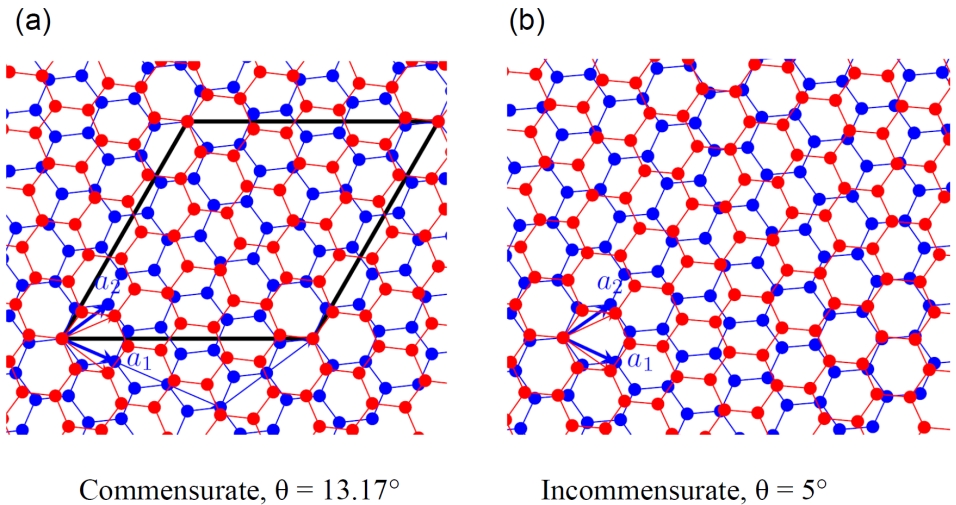 (a)
(b)
a₂
a₁
a₂
a₁
Commensurate, θ = 13.17°
Incommensurate, θ = 5°